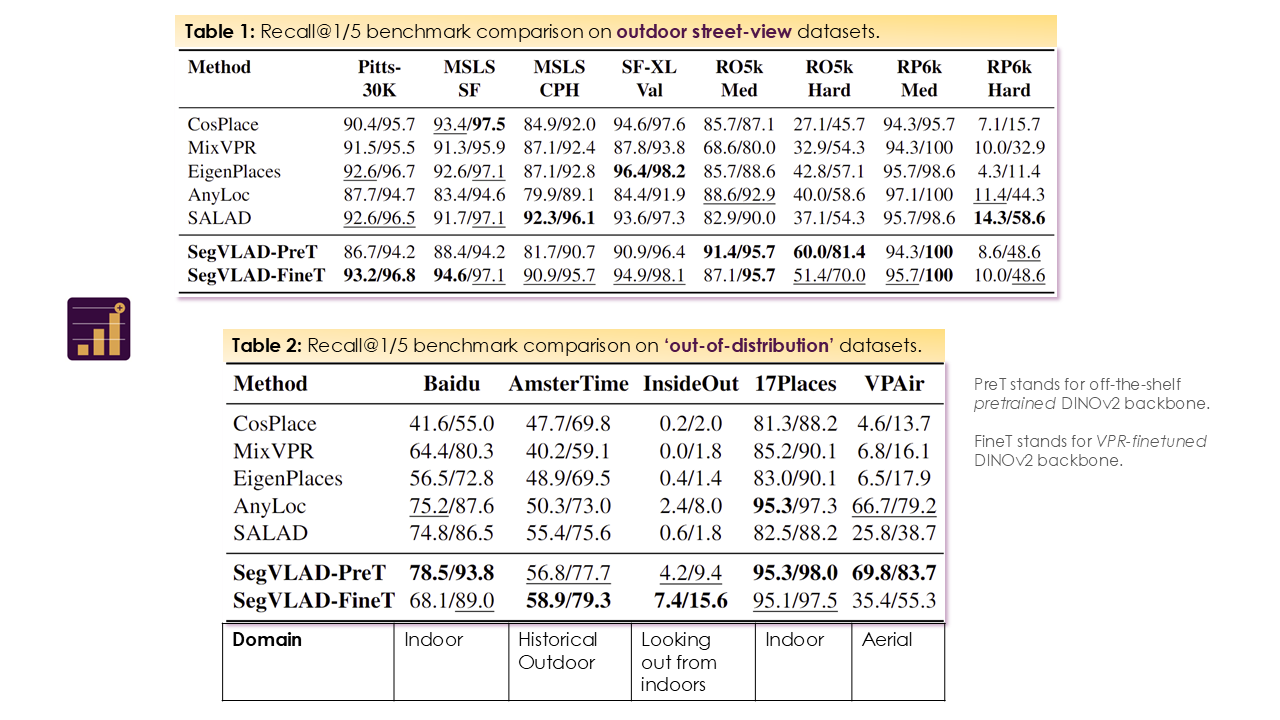 Table 1: Recall@1/5 benchmark comparison on outdoor street-view datasets.
Method Pitts-30K MSLS SF MSLS CPH SF-XL Val RO5k Med RO5k Hard RP6k Med RP6k Hard
CosPlace 90.4/95.7 93.4/97.5 84.9/92.0 94.6/97.6 85.7/87.1 27.1/45.7 94.3/95.7 7.1/15.7
MixVPR 91.5/95.5 91.3/95.9 87.1/92.4 87.8/93.8 68.6/80.0 32.9/54.3 94.3/100 10.0/32.9
EigenPlaces 92.6/96.7 92.6/97.1 87.1/92.8 96.4/98.2 85.7/88.6 42.8/57.1 95.7/98.6 4.3/11.4
AnyLoc 87.7/94.7 83.4/94.6 79.9/89.1 84.4/91.9 88.6/92.9 40.0/58.6 97.1/100 11.4/44.3
SALAD 92.6/96.5 91.7/97.1 92.3/96.1 93.6/97.3 82.9/90.0 37.1/54.3 95.7/98.6 14.3/58.6
SegVLAD-PreT 86.7/94.2 88.4/94.2 81.7/90.7 90.9/96.4 91.4/95.7 60.0/81.4 94.3/100 8.6/48.6
SegVLAD-FineT 93.2/96.8 94.6/97.1 90.9/95.7 94.9/98.1 87.1/95.7 51.4/70.0 95.7/100 10.0/48.6
Table 2: Recall@1/5 benchmark comparison on ‘out-of-distribution’ datasets.
Method Baidu AmsterTime InsideOut 17Places VPAir
CosPlace 41.6/55.0 47.7/69.8 0.2/2.0 81.3/88.2 4.6/13.7
MixVPR 64.4/80.3 40.2/59.1 0.0/1.8 85.2/90.1 6.8/16.1
EigenPlaces 56.5/72.8 48.9/69.5 0.4/1.4 83.0/90.1 6.5/17.9
AnyLoc 75.2/87.6 50.3/73.0 2.4/8.0 95.3/97.3 66.7/79.2
SALAD 74.8/86.5 55.4/75.6 0.6/1.8 82.5/88.2 25.8/38.7
SegVLAD-PreT 78.5/93.8 56.8/77.7 4.2/9.4 95.3/98.0 69.8/83.7
SegVLAD-FineT 68.1/89.0 58.9/79.3 7.4/15.6 95.1/97.5 35.4/55.3
Domain Indoor Historical Outdoor Looking out from indoors Indoor Aerial
PreT stands for off-the-shelf
pretrained DINOv2 backbone.
FineT stands for VPR-finetuned
DINOv2 backbone.